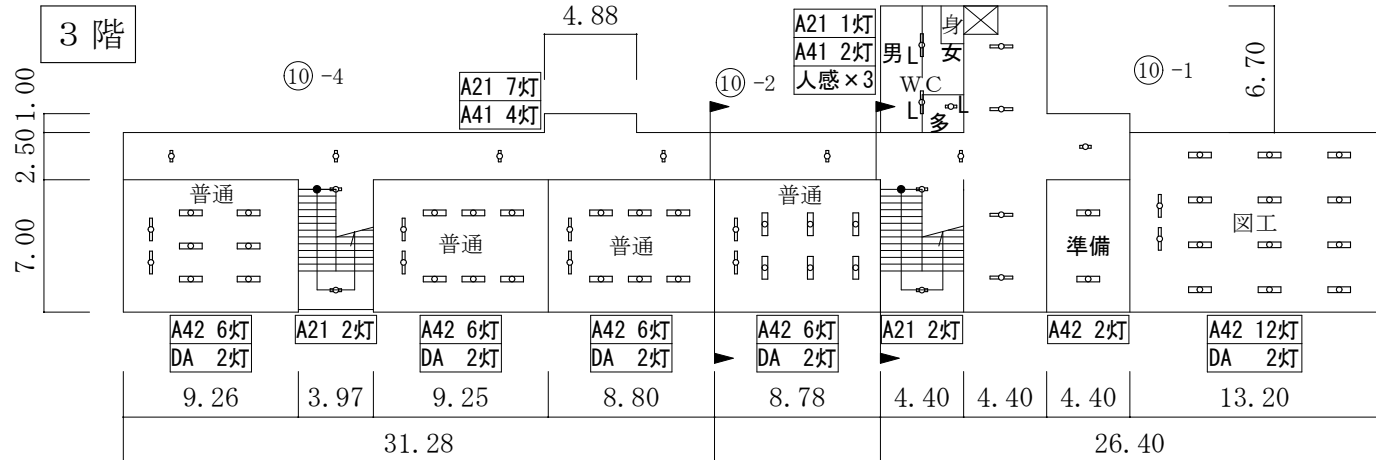 3 階
4.88
A21 1灯
A41 2灯
人感×3
男
L
身
女
WC
L
L
多
⑩-4
A21 7灯
A41 4灯
⑩-2
⑩-1
6.70
1.00
2.50
7.00
普通
普通
普通
普通
準備
図工
A42 6灯
DA 2灯
A21 2灯
A42 6灯
DA 2灯
A42 6灯
DA 2灯
A42 6灯
DA 2灯
A21 2灯
A42 2灯
A42 12灯
DA 2灯
9.26
3.97
9.25
8.80
8.78
4.40
4.40
4.40
13.20
31.28
26.40